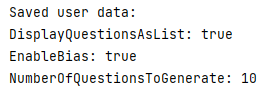 Saved user data:
DisplayQuestionsAsList: true
EnableBias: true
NumberOfQuestionsToGenerate: 10